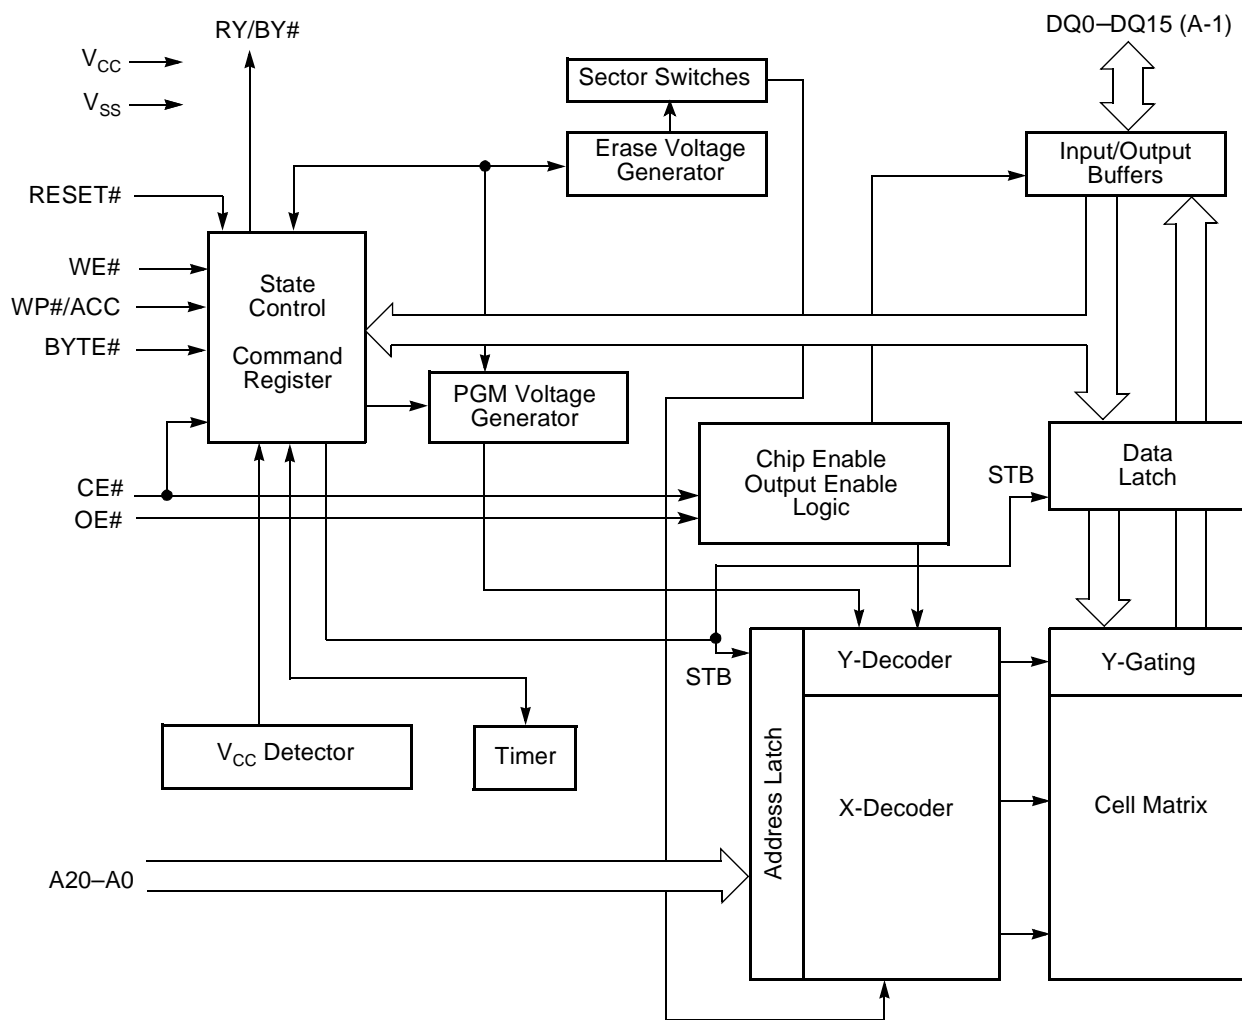 RY/BY#
DQ0–DQ15 (A-1)
VCC
VSS
Sector Switches
Erase Voltage
Generator
Input/Output
Buffers
RESET#
WE#
WP#/ACC
BYTE#
State
Control
Command
Register
PGM Voltage
Generator
CE#
OE#
Chip Enable
Output Enable
Logic
STB
Data
Latch
STB
Y-Decoder
Y-Gating
VCC Detector
Timer
Address Latch
X-Decoder
Cell Matrix
A20–A0